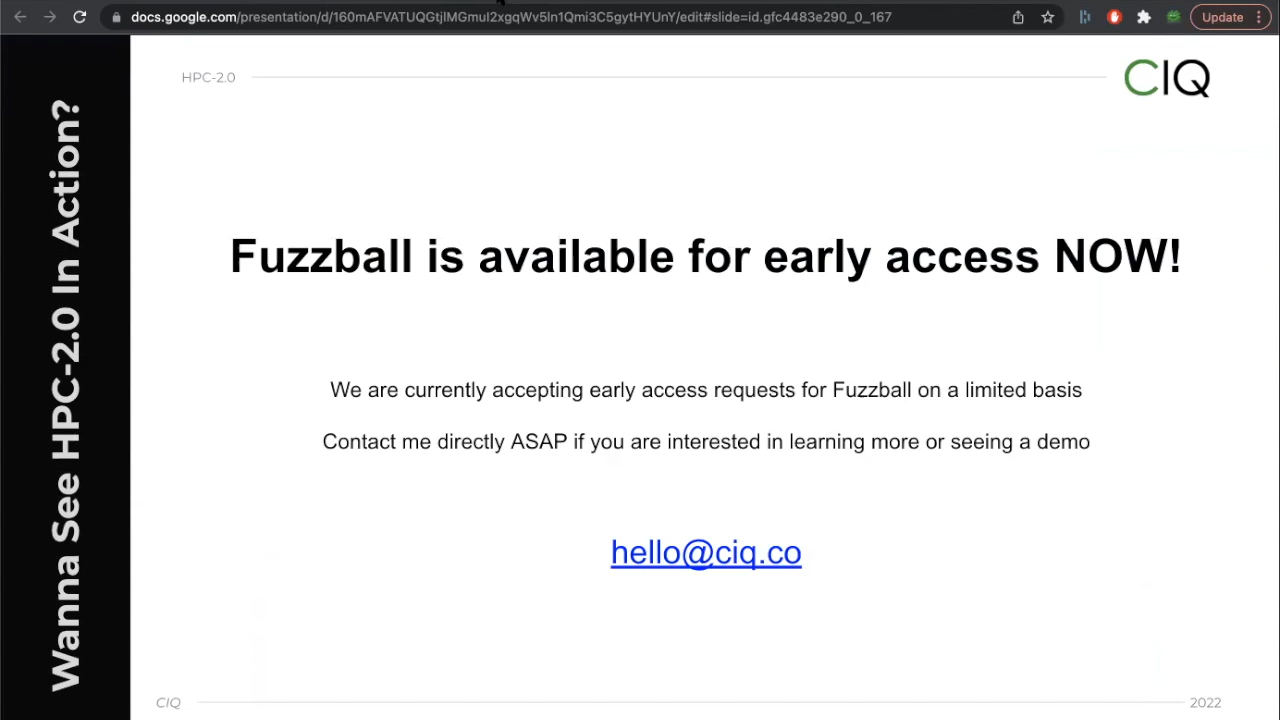 docs.google.com/presentation/d/160mAFVATUQGtjlMGmul2xgqWv5ln1Qmi3C5gytHYUnY/edit#slide=id.gfc4483e290_0_167
Update
Wanna See HPC-2.0 In Action?
HPC-2.0
CIQ
Fuzzball is available for early access NOW!
We are currently accepting early access requests for Fuzzball on a limited basis
Contact me directly ASAP if you are interested in learning more or seeing a demo
hello@ciq.co
CIQ
2022